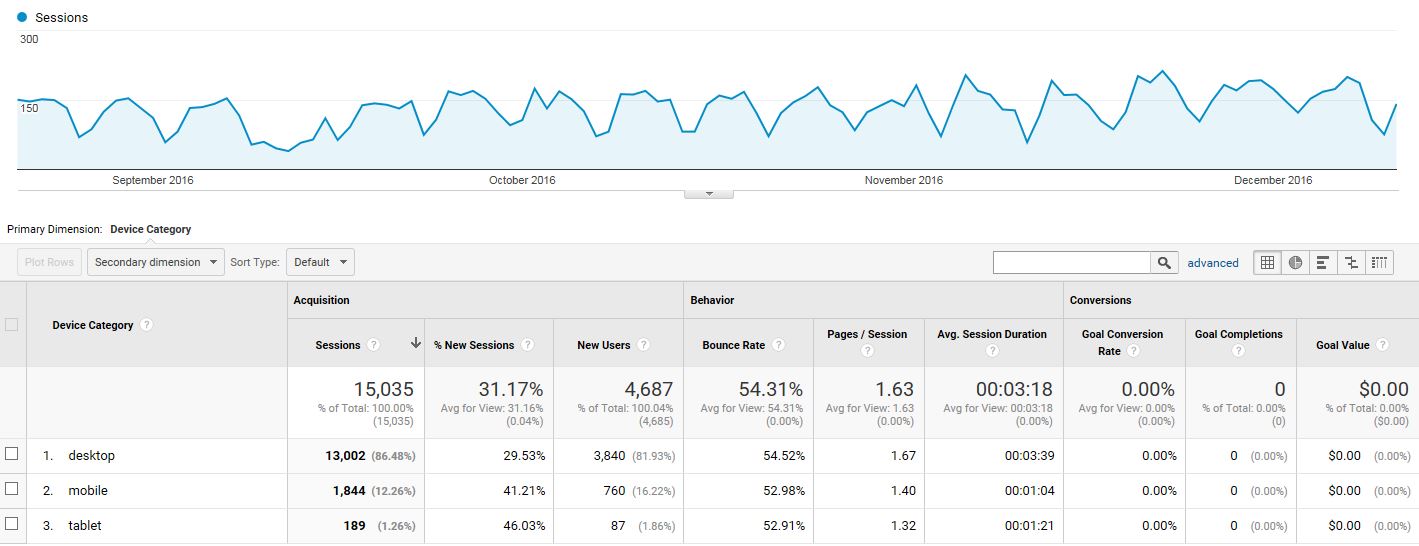 Sessions
300
150
September 2016 October 2016 November 2016 December 2016
Primary Dimension: Device Category
Plot Rows Secondary dimension Sort Type: Default advanced
Acquisition Behavior Conversions
Device Category ? Sessions ? % New Sessions ? New Users ? Bounce Rate ? Pages / Session ? Avg. Session Duration ? Goal Conversion Rate ? Goal Completions ? Goal Value ?
15,035 31.17% 4,687 54.31% 1.63 00:03:18 0.00% 0 $0.00
% of Total: 100.00% Avg for View: 31.16% % of Total: 100.04% Avg for View: 54.31% Avg for View: 1.63 Avg for View: 00:03:18 Avg for View: 0.00% % of Total: 0.00% % of Total: 0.00%
(15,035) (0.04%) (4,685) (0.00%) (0.00%) (0.00%) (0.00%) (0) ($0.00)
1. desktop 13,002 (86.48%) 29.53% 3,840 (81.93%) 54.52% 1.67 00:03:39 0.00% 0 (0.00%) $0.00 (0.00%)
2. mobile 1,844 (12.26%) 41.21% 760 (16.22%) 52.98% 1.40 00:01:04 0.00% 0 (0.00%) $0.00 (0.00%)
3. tablet 189 (1.26%) 46.03% 87 (1.86%) 52.91% 1.32 00:01:21 0.00% 0 (0.00%) $0.00 (0.00%)